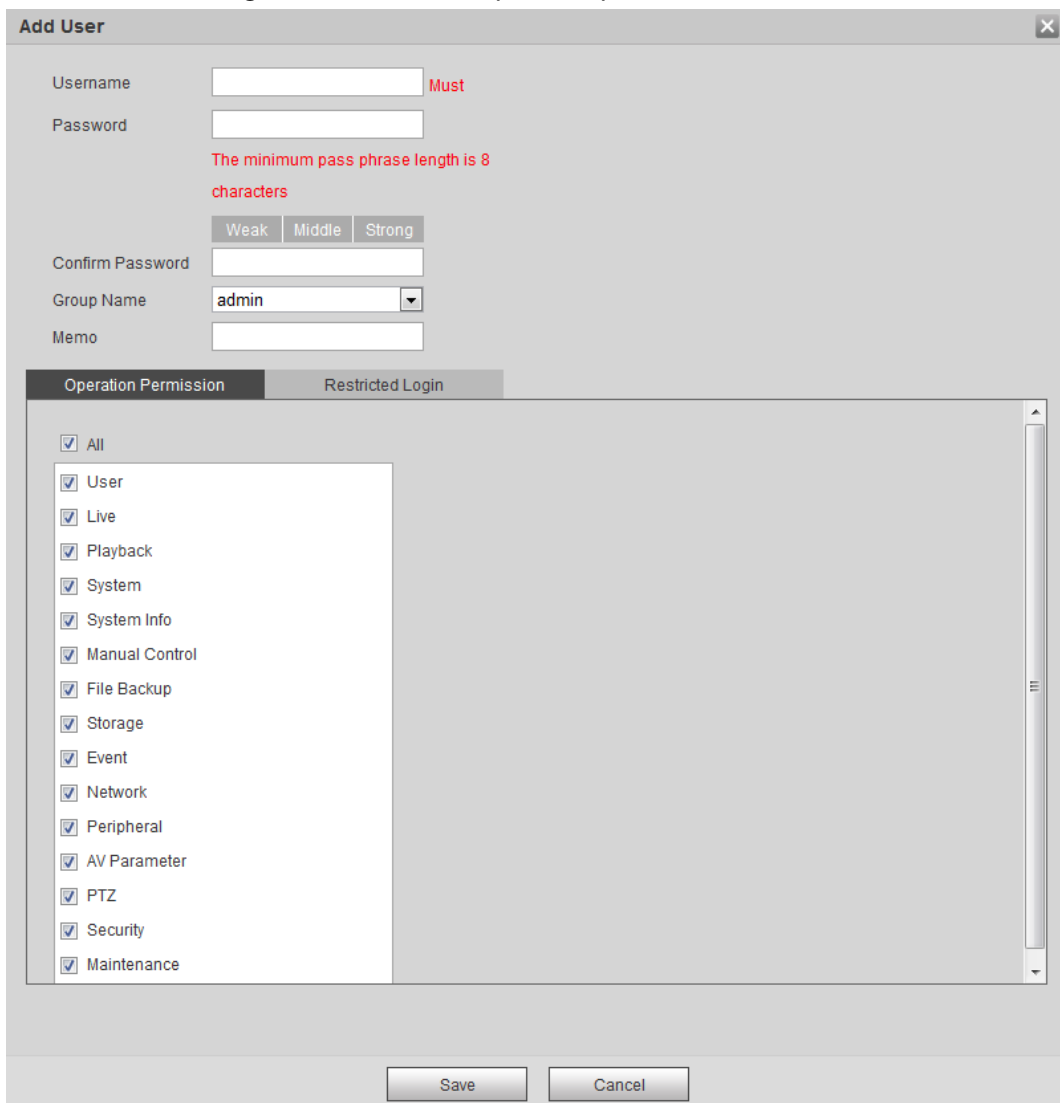 Add User
Username Must
Password
The minimum pass phrase length is 8
characters
Weak Middle Strong
Confirm Password
Group Name admin
Memo
Operation Permission Restricted Login
All
User
Live
Playback
System
System Info
Manual Control
File Backup
Storage
Event
Network
Peripheral
AV Parameter
PTZ
Security
Maintenance
Save Cancel